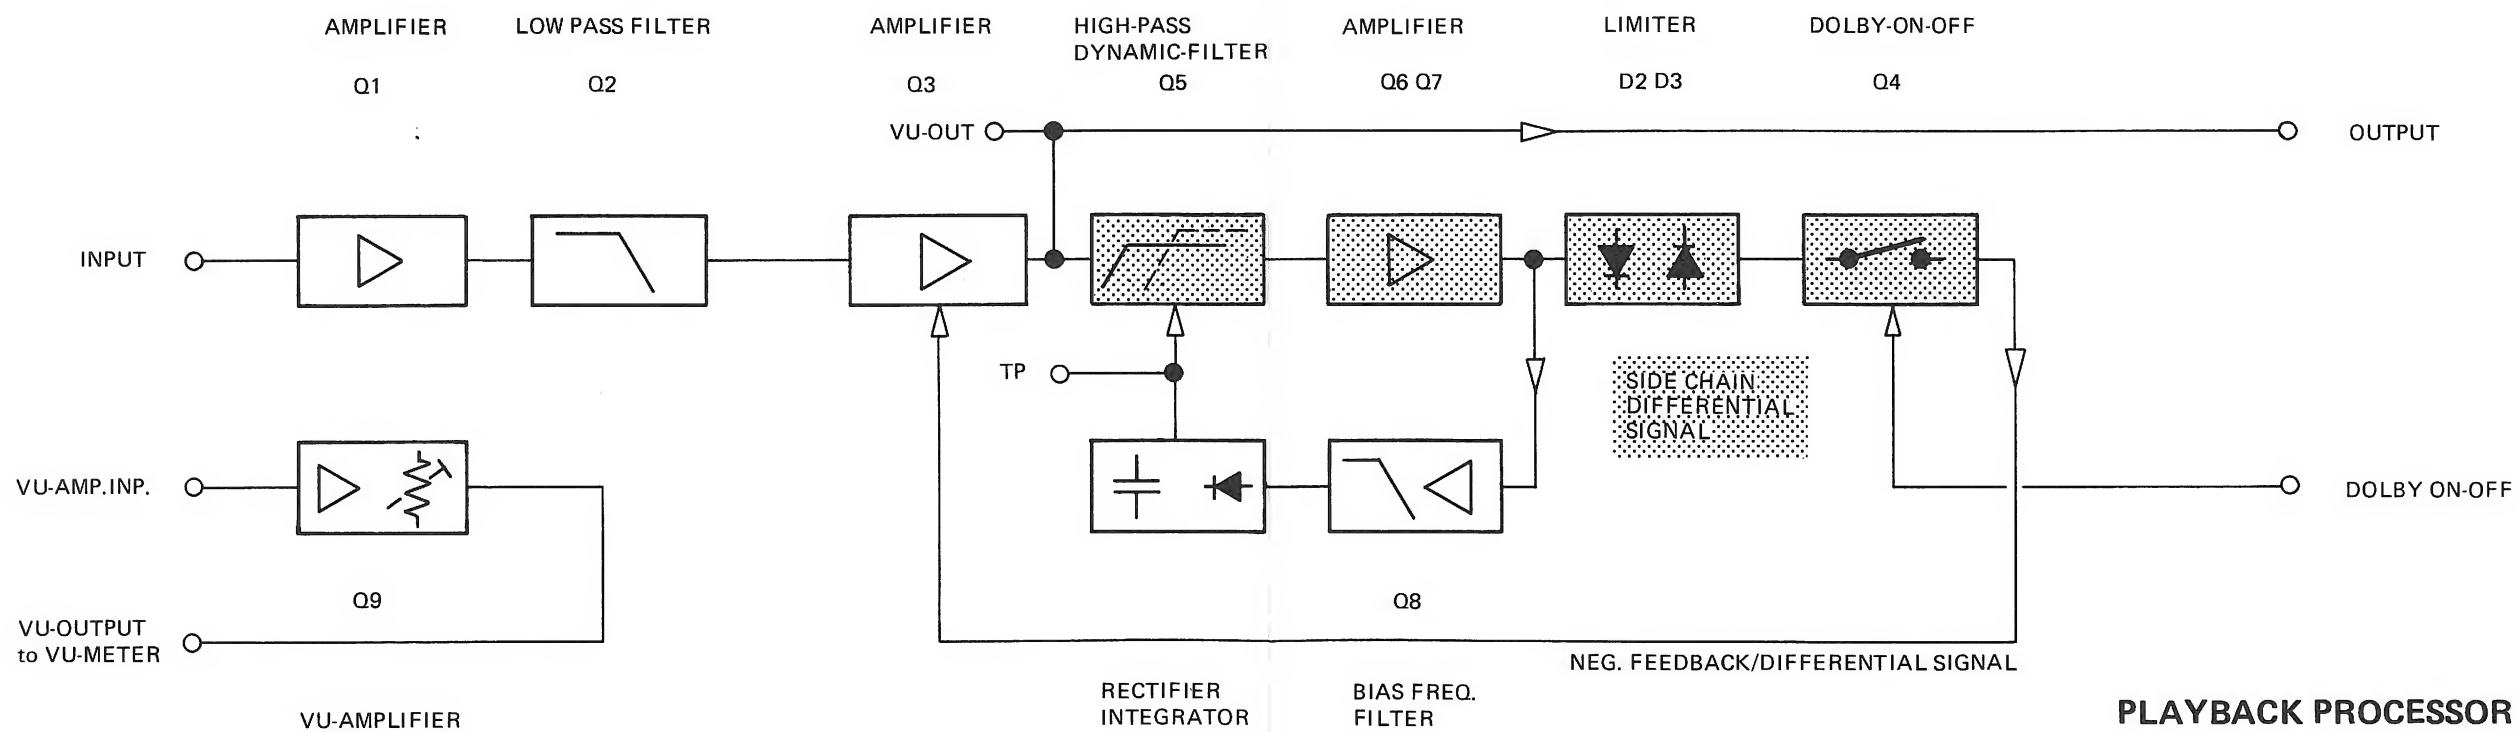 AMPLIFIER
LOW PASS FILTER
AMPLIFIER
HIGH-PASS
DYNAMIC-FILTER
AMPLIFIER
LIMITER
DOLBY-ON-OFF
Q1
Q2
Q3
Q5
Q6 Q7
D2 D3
Q4
VU-OUT
OUTPUT
INPUT
TP
SIDE CHAIN
DIFFERENTIAL
SIGNAL
VU-AMP.INP.
DOLBY ON-OFF
Q9
Q8
VU-OUTPUT
to VU-METER
NEG. FEEDBACK/DIFFERENTIAL SIGNAL
RECTIFIER
INTEGRATOR
BIAS FREQ.
FILTER
VU-AMPLIFIER
PLAYBACK PROCESSOR